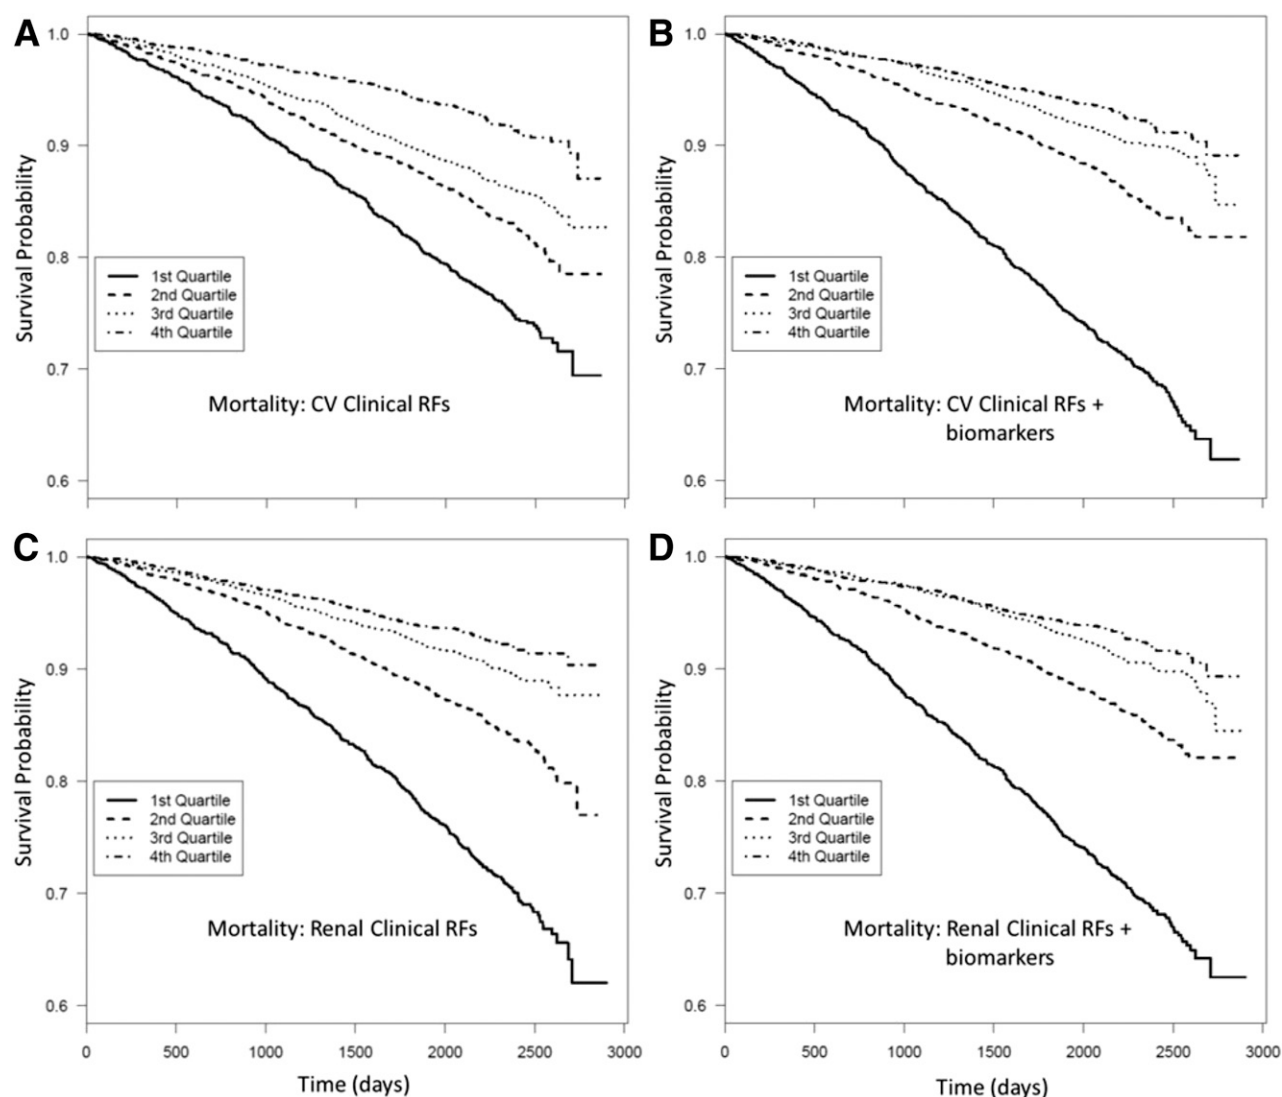 A
B
1.0
0.9
0.8
0.7
0.6
Survival Probability
1st Quartile
2nd Quartile
3rd Quartile
4th Quartile
Mortality: CV Clinical RFs
1.0
0.9
0.8
0.7
0.6
Survival Probability
1st Quartile
2nd Quartile
3rd Quartile
4th Quartile
Mortality: CV Clinical RFs +
biomarkers
C
D
1.0
0.9
0.8
0.7
0.6
Survival Probability
1st Quartile
2nd Quartile
3rd Quartile
4th Quartile
Mortality: Renal Clinical RFs
0 500 1000 1500 2000 2500 3000
Time (days)
1.0
0.9
0.8
0.7
0.6
Survival Probability
1st Quartile
2nd Quartile
3rd Quartile
4th Quartile
Mortality: Renal Clinical RFs +
biomarkers
0 500 1000 1500 2000 2500 3000
Time (days)